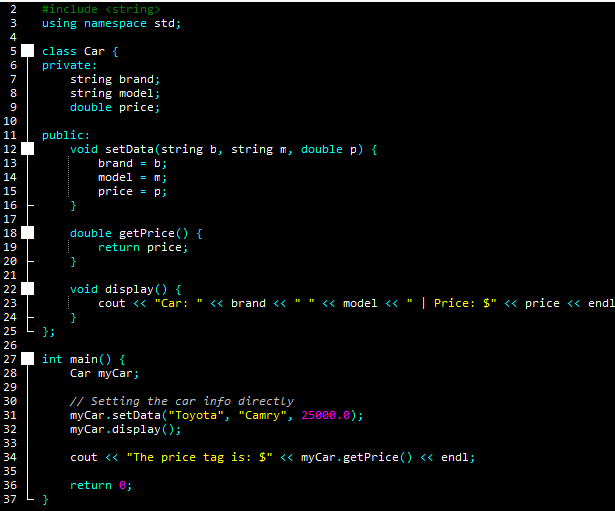 2 #include <string>
3 using namespace std;
4
5 class Car {
6 private:
7     string brand;
8     string model;
9     double price;
10
11 public:
12     void setData(string b, string m, double p) {
13         brand = b;
14         model = m;
15         price = p;
16     }
17
18     double getPrice() {
19         return price;
20     }
21
22     void display() {
23         cout << "Car: " << brand << " " << model << " | Price: $" << price << endl
24     }
25 };
26
27 int main() {
28     Car myCar;
29
30     // Setting the car info directly
31     myCar.setData("Toyota", "Camry", 25000.0);
32     myCar.display();
33
34     cout << "The price tag is: $" << myCar.getPrice() << endl;
35
36     return 0;
37 }